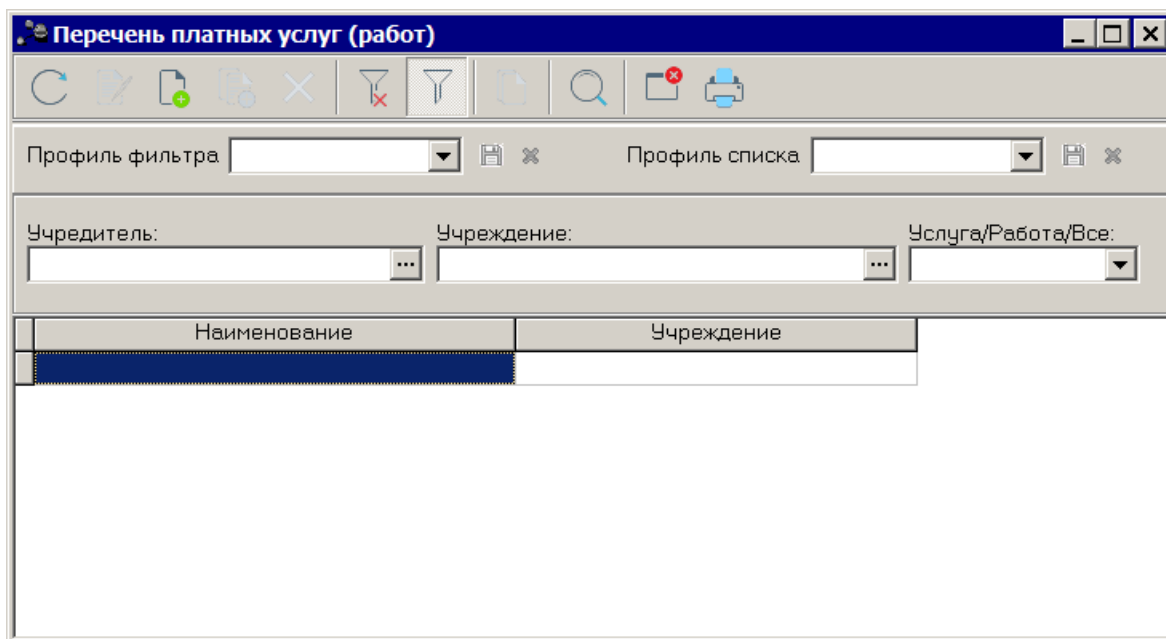 Перечень платных услуг (работ)
Профиль фильтра Профиль списка
Учредитель: Учреждение: Услуга/Работа/Все:
Наименование Учреждение